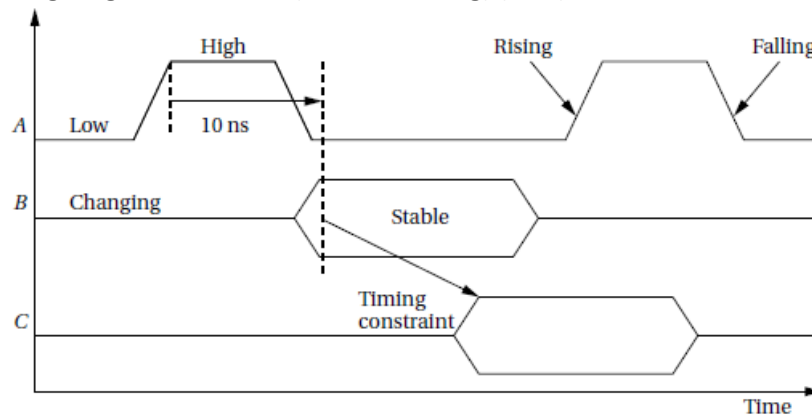 High
Rising
Falling
A
Low
10 ns
B
Changing
Stable
Timing
constraint
C
Time